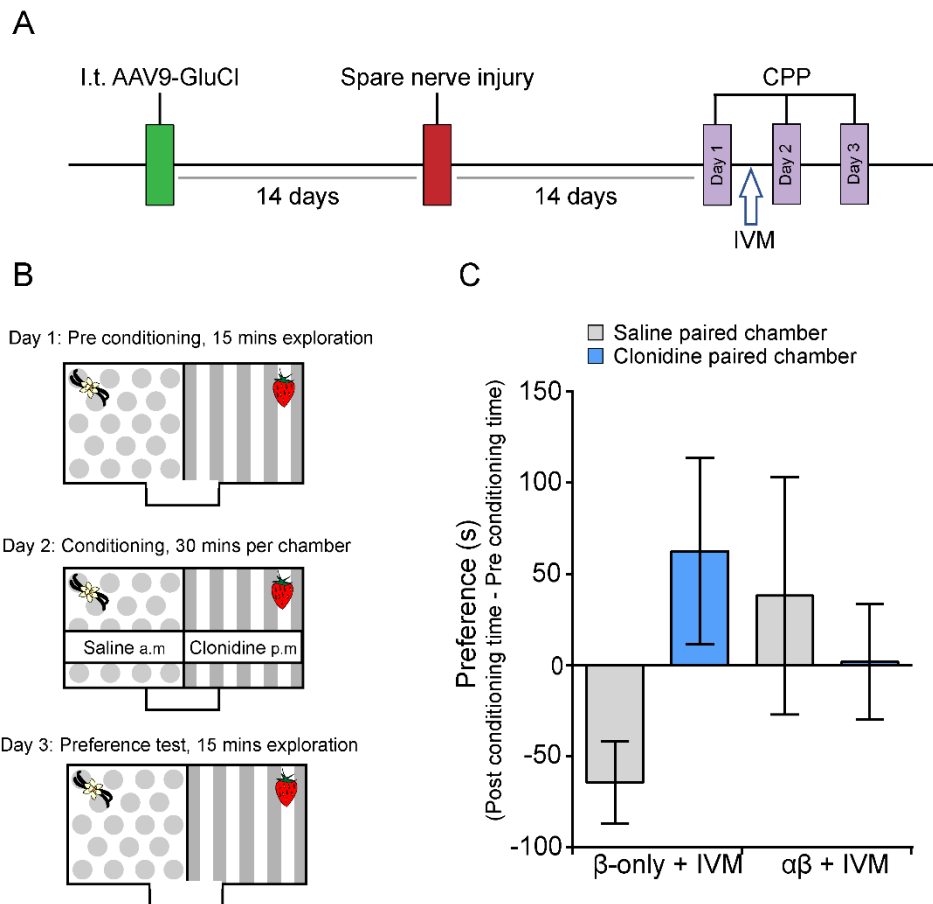 A
I.t. AAV9-GluCl
Spare nerve injury
CPP
Day 1
Day 2
Day 3
14 days
14 days
IVM
B
Day 1: Pre conditioning, 15 mins exploration
Day 2: Conditioning, 30 mins per chamber
Saline a.m
Clonidine p.m
Day 3: Preference test, 15 mins exploration
C
Saline paired chamber
Clonidine paired chamber
Preference (s)
(Post conditioning time - Pre conditioning time)
150
100
50
0
-50
-100
β-only + IVM
αβ + IVM